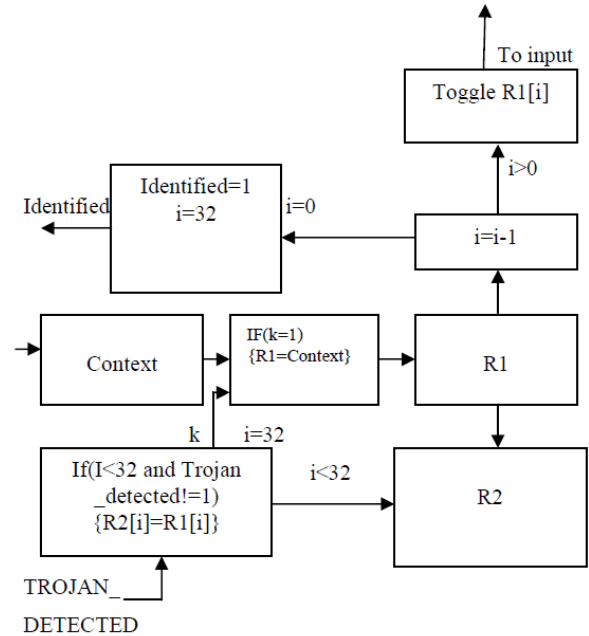 To input
Toggle R1[i]
i>0
Identified=1
i=32
Identified
i=0
i=i-1
Context
IF(k=1)
{R1=Context}
R1
k
i=32
If(I<32 and Trojan
_detected!=1)
{R2[i]=R1[i]}
i<32
R2
TROJAN_
DETECTED